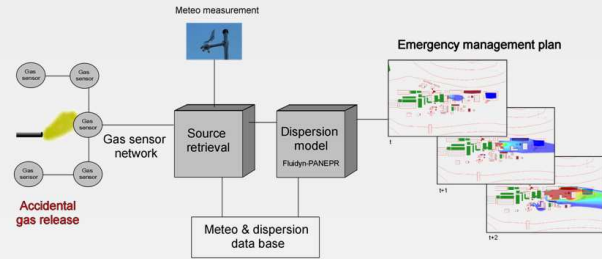 Meteo measurement
Emergency management plan
Gas
sensor
Gas
sensor
Gas
sensor
Gas
sensor
Gas
sensor
Gas sensor
network
Source
retrieval
Dispersion
model
Fluidyn-PANEPR
Accidental
gas release
Meteo & dispersion
data base
t
t+1
t+2